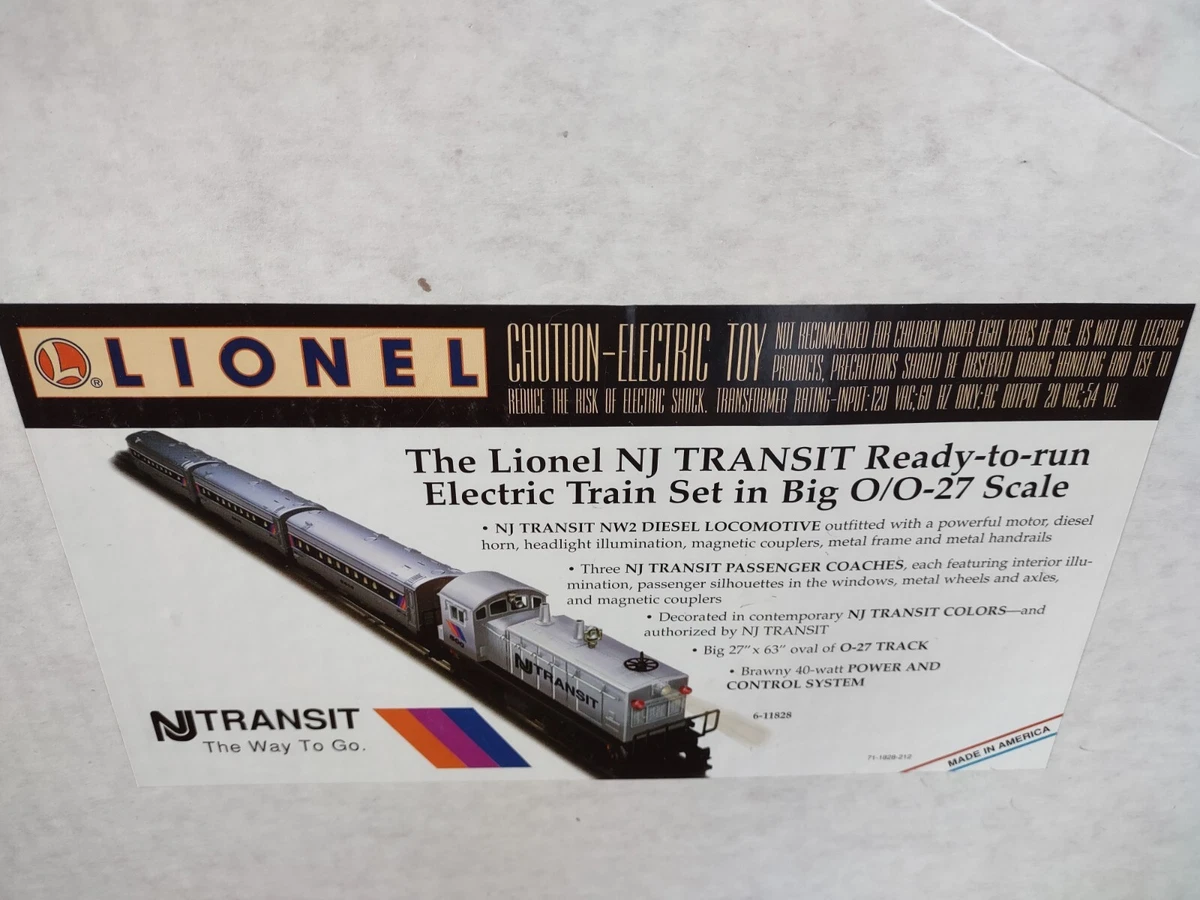 L® LIONEL
CAUTION-ELECTRIC TOY NOT RECOMMENDED FOR CHILDREN UNDER EIGHT YEARS OF AGE. AS WITH ALL ELECTRIC
PRODUCTS, PRECAUTIONS SHOULD BE OBSERVED DURING HANDLING AND USE TO
REDUCE THE RISK OF ELECTRIC SHOCK. TRANSFORMER RATING-INPUT:120 VAC;60 HZ ONLY;AC OUTPUT 20 VAC;54 VA.
The Lionel NJ TRANSIT Ready-to-run
Electric Train Set in Big O/O-27 Scale
• NJ TRANSIT NW2 DIESEL LOCOMOTIVE outfitted with a powerful motor, diesel
horn, headlight illumination, magnetic couplers, metal frame and metal handrails
• Three NJ TRANSIT PASSENGER COACHES, each featuring interior illu-
mination, passenger silhouettes in the windows, metal wheels and axles,
and magnetic couplers
• Decorated in contemporary NJ TRANSIT COLORS—and
authorized by NJ TRANSIT
• Big 27" x 63" oval of O-27 TRACK
• Brawny 40-watt POWER AND
CONTROL SYSTEM
6-11828
NJ TRANSIT
NJ TRANSIT
The Way To Go.
71-1828-212
MADE IN AMERICA